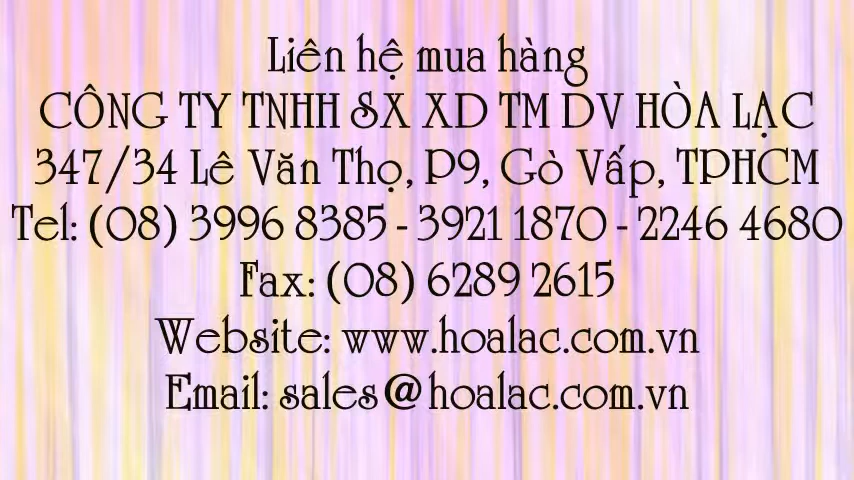 Liên hệ mua hàng
CÔNG TY TNHH SX XD TM DV HÒA LẠC
347/34 Lê Văn Thọ, P9, Gò Vấp, TPHCM
Tel: (08) 3996 8385 - 3921 1870 - 2246 4680
Fax: (08) 6289 2615
Website: www.hoalac.com.vn
Email: sales@hoalac.com.vn